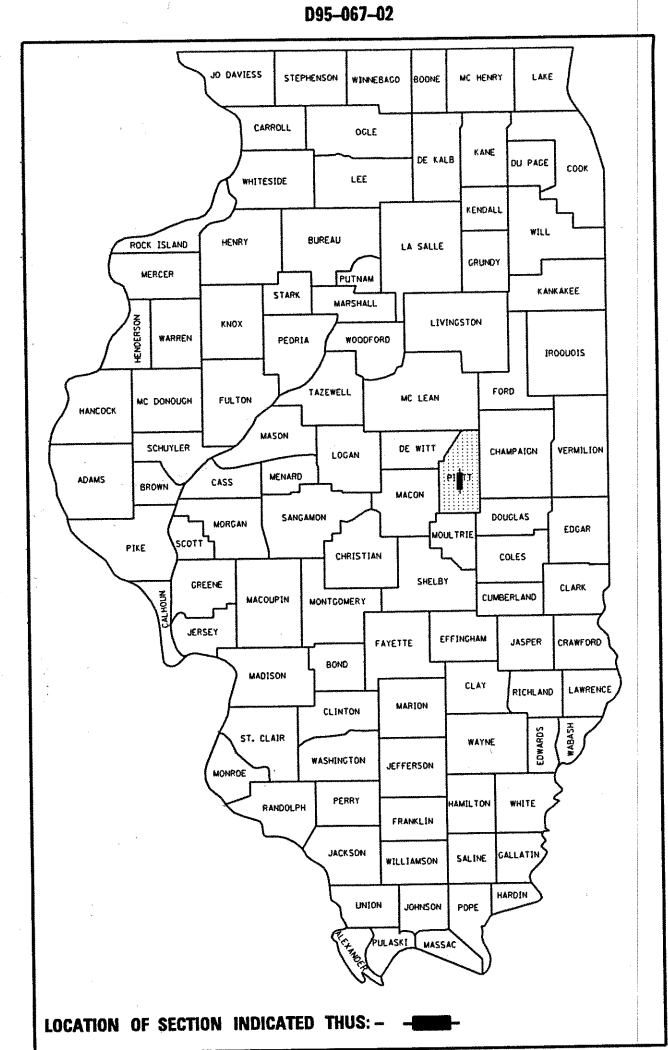 D95-067-02
JO DAVIESS
STEPHENSON
WINNEBAGO
BOONE
MC HENRY
LAKE
CARROLL
OGLE
DE KALB
KANE
DU PAGE
COOK
WHITESIDE
LEE
KENDALL
ROCK ISLAND
HENRY
BUREAU
LA SALLE
GRUNDY
WILL
MERCER
PUTNAM
STARK
MARSHALL
KANKAKEE
HENDERSON
WARREN
KNOX
PEORIA
WOODFORD
LIVINGSTON
IROQUOIS
HANCOCK
MC DONOUGH
FULTON
TAZEWELL
MC LEAN
FORD
SCHUYLER
MASON
LOGAN
DE WITT
CHAMPAIGN
VERMILION
ADAMS
BROWN
CASS
MENARD
MACON
PIATT
MORGAN
SANGAMON
DOUGLAS
EDGAR
PIKE
SCOTT
CHRISTIAN
MOULTRIE
COLES
SHELBY
GREENE
MACOUPIN
MONTGOMERY
CUMBERLAND
CLARK
CALHOUN
JERSEY
FAYETTE
EFFINGHAM
JASPER
CRAWFORD
MADISON
BOND
CLAY
RICHLAND
LAWRENCE
CLINTON
MARION
ST. CLAIR
WAYNE
EDWARDS
WABASH
MONROE
WASHINGTON
JEFFERSON
RANDOLPH
PERRY
HAMILTON
WHITE
FRANKLIN
JACKSON
WILLIAMSON
SALINE
GALLATIN
UNION
JOHNSON
POPE
HARDIN
ALEXANDER
PULASKI
MASSAC
LOCATION OF SECTION INDICATED THUS: -